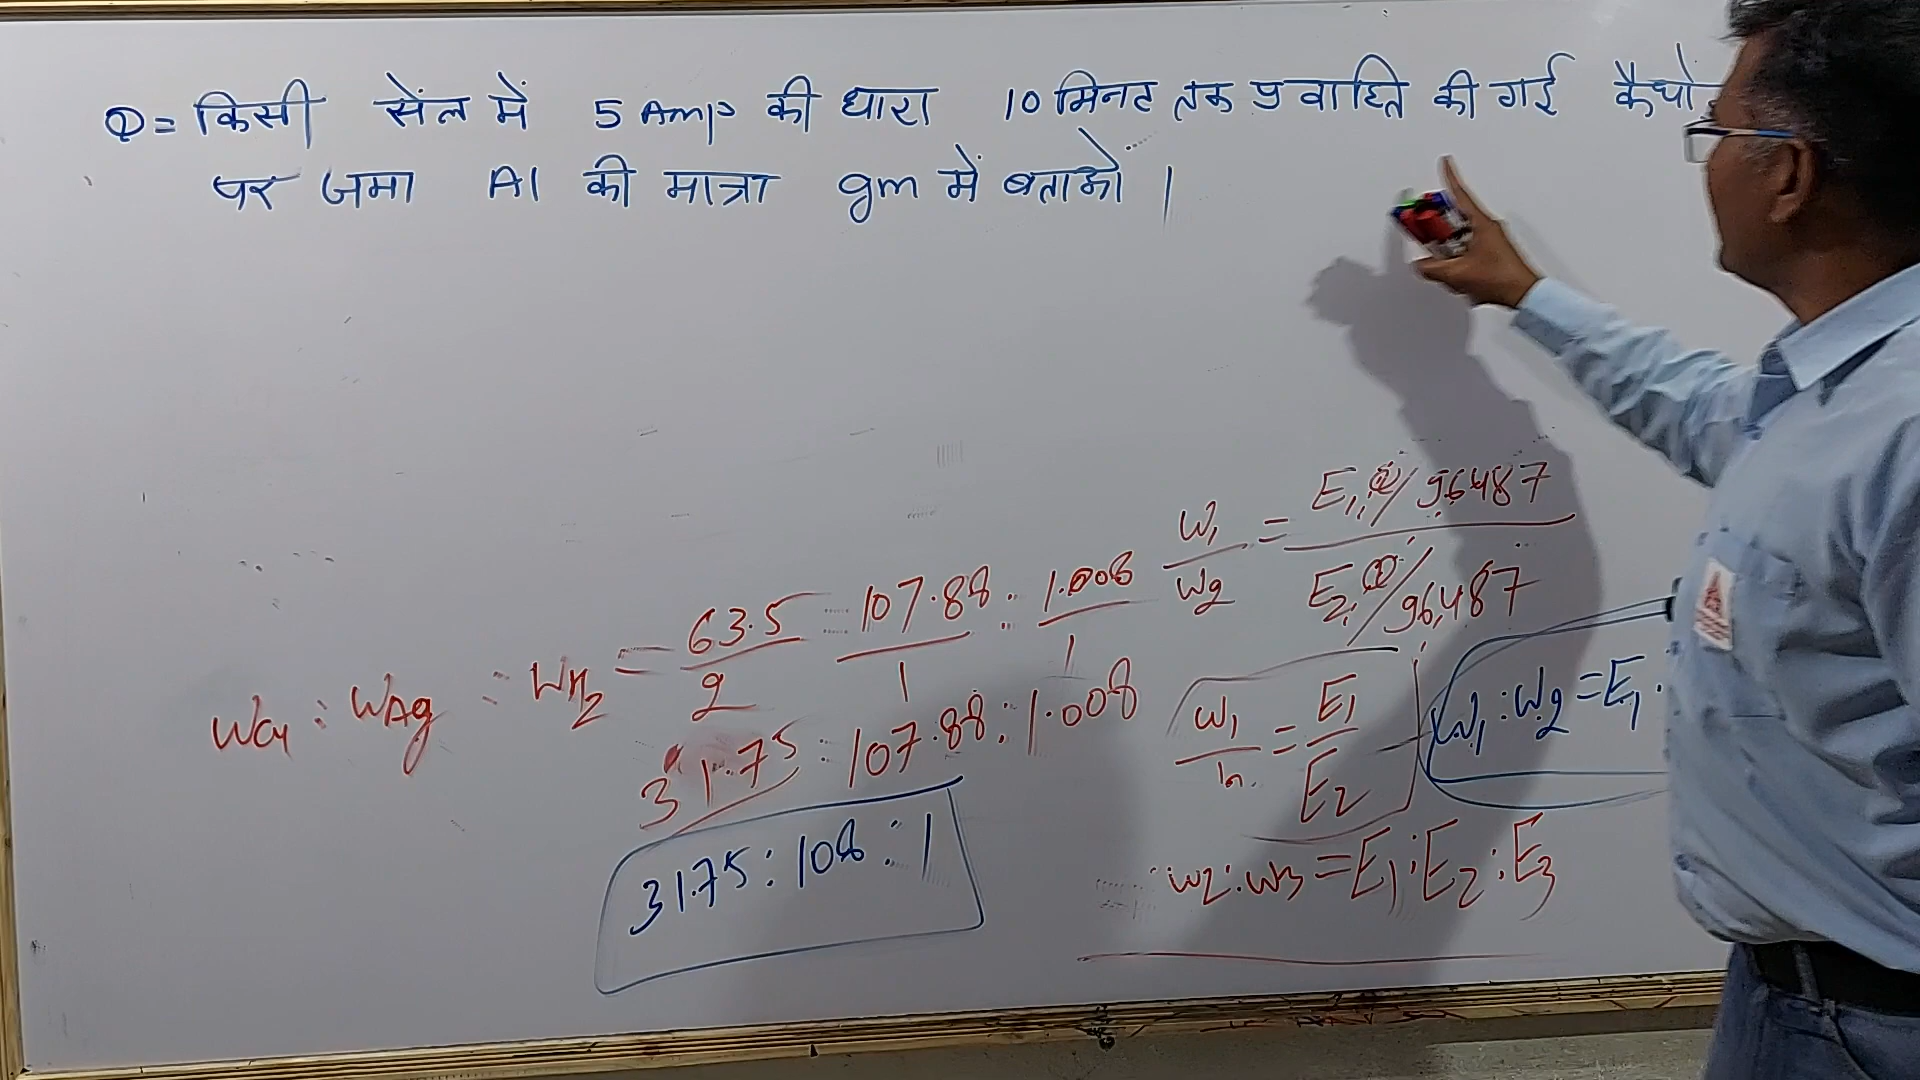 Q = किसी सेल में 5 Amp की धारा 10 मिनट तक प्रवाहित की गई
पर जमा Al की मात्रा gm में बताओ ।
W₁/W₂ = E₁, Q/96487 / E₂, Q/96487
: WAg : WH₂ = 63.5/2 : 107.88/1 : 1.008/1
31.75 : 107.88 : 1.008
31.75 : 108 : 1
W₁ = E₁/E₂
W₁ : W₂ = E₁ :
: W2 : W3 = E₁ : E₂ : E₃